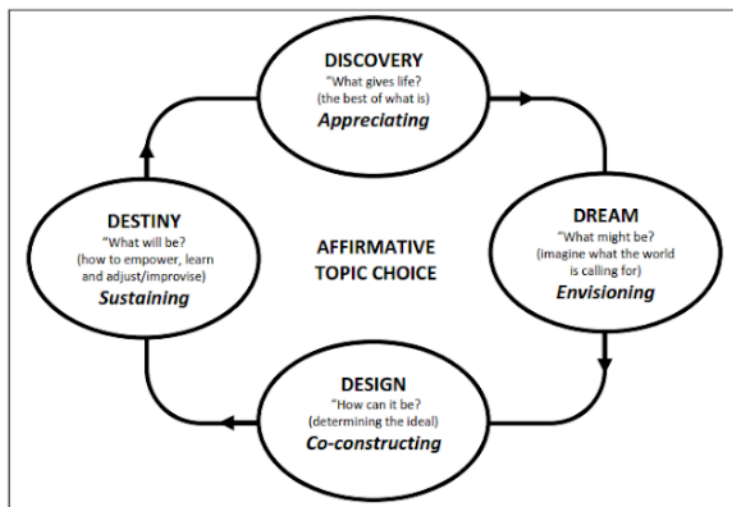 DISCOVERY
"What gives life?
(the best of what is)
Appreciating
DESTINY
"What will be?
(how to empower, learn
and adjust/improvise)
Sustaining
AFFIRMATIVE
TOPIC CHOICE
DREAM
"What might be?
(imagine what the world
is calling for)
Envisioning
DESIGN
"How can it be?
(determining the ideal)
Co-constructing